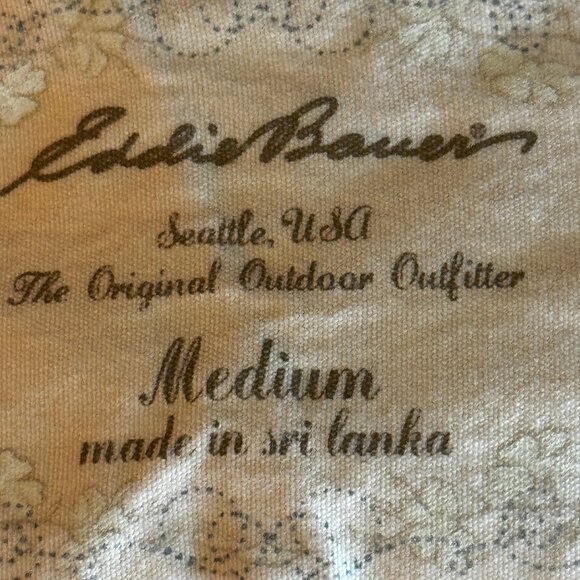 Eddie Bauer®
Seattle, USA
The Original Outdoor Outfitter
Medium
made in sri lanka